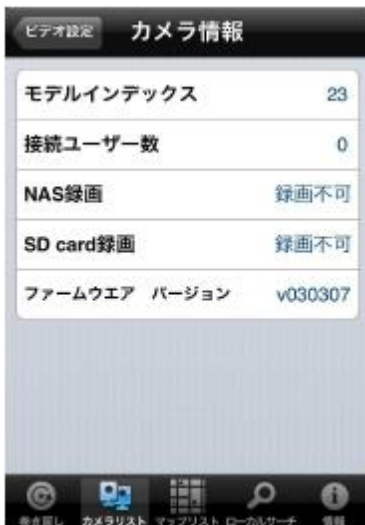 ビデオ設定 カメラ情報
モデルインデックス 23
接続ユーザー数 0
NAS録画 録画不可
SD card録画 録画不可
ファームウエア　バージョン v030307
巻き戻し カメラリスト マップリスト ローカルサーチ 情報